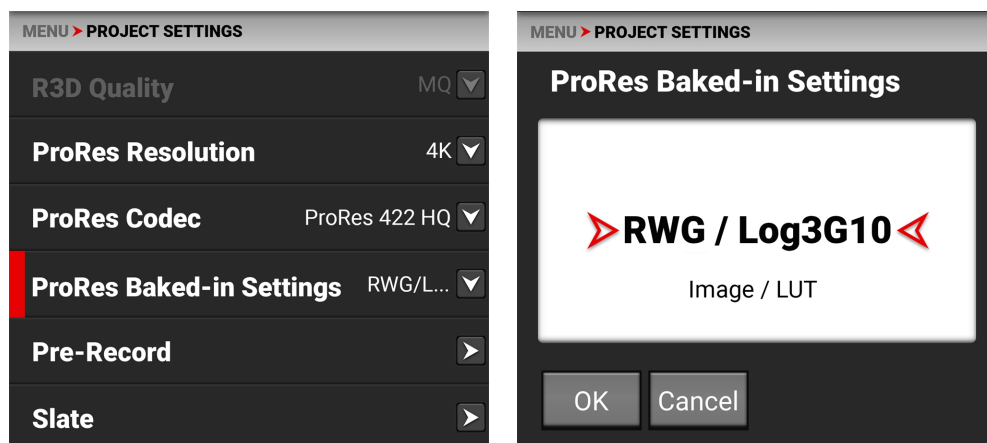 MENU PROJECT SETTINGS
R3D Quality MQ
ProRes Resolution 4K
ProRes Codec ProRes 422 HQ
ProRes Baked-in Settings RWG/L...
Pre-Record
Slate
MENU PROJECT SETTINGS
ProRes Baked-in Settings
RWG / Log3G10
Image / LUT
OK Cancel